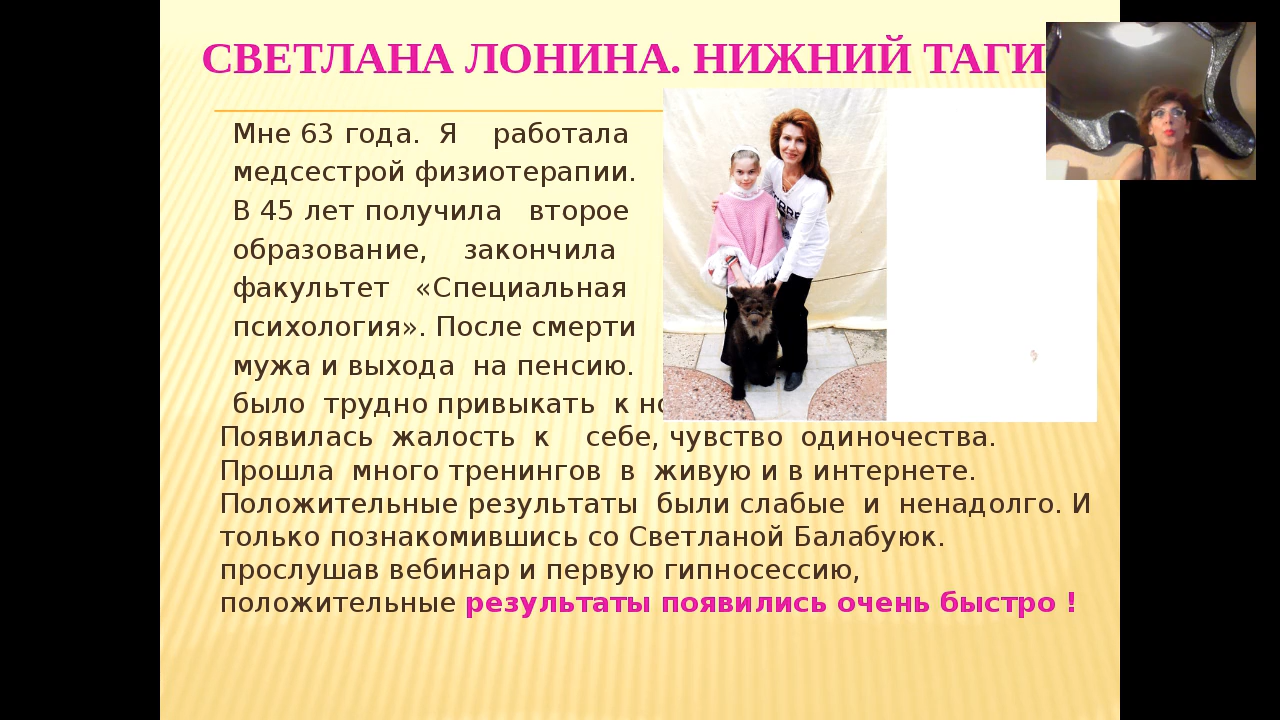 СВЕТЛАНА ЛОНИНА. НИЖНИЙ ТАГИ
Мне 63 года. Я работала
медсестрой физиотерапии.
В 45 лет получила второе
образование, закончила
факультет «Специальная
психология». После смерти
мужа и выхода на пенсию.
было трудно привыкать к
Появилась жалость к себе, чувство одиночества.
Прошла много тренингов в живую и в интернете.
Положительные результаты были слабые и ненадолго. И
только познакомившись со Светланой Балабуюк.
прослушав вебинар и первую гипносессию,
положительные результаты появились очень быстро !